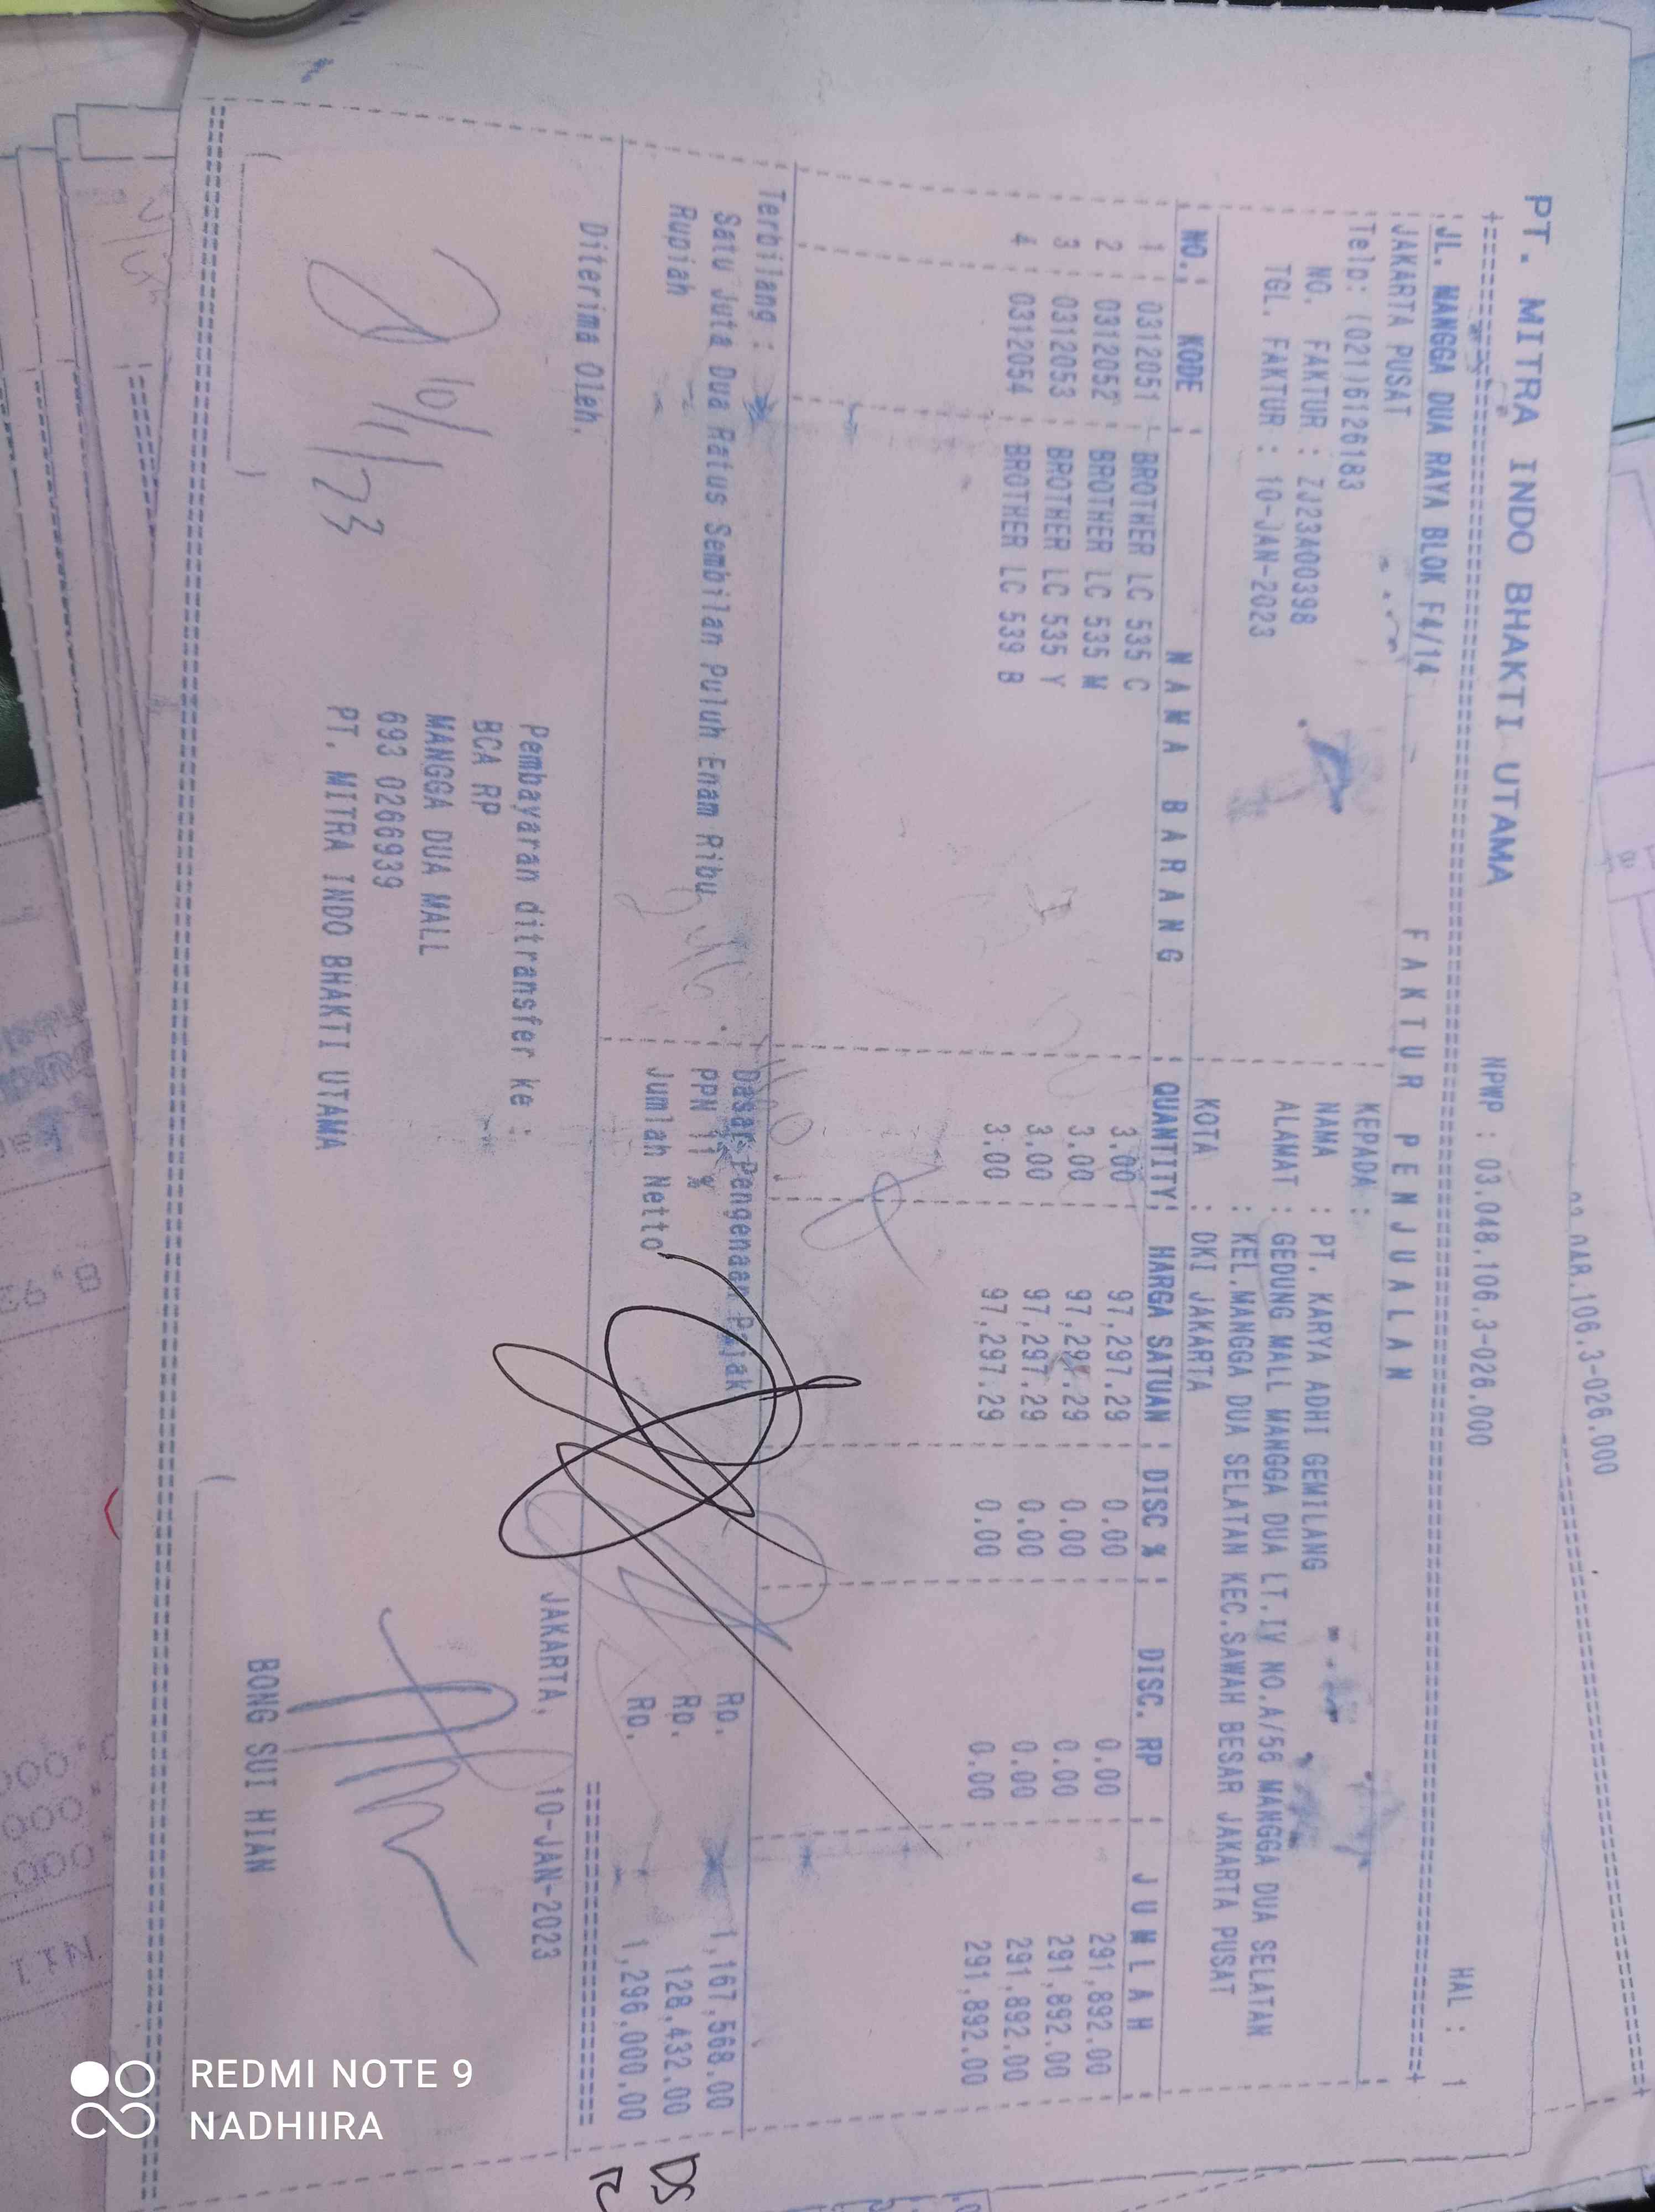 PT. MITRA INDO BHAKTI UTAMA NPWP : 03.048.106.3-026.000
JL. MANGGA DUA RAYA BLOK F4/14 HAL : 1
JAKARTA PUSAT
FAKTUR PENJUALAN
Telp: (021)6126183 KEPADA :
NO. FAKTUR : ZJ23A00398 NAMA : PT. KARYA ADHI GEMILANG
TGL. FAKTUR : 10-JAN-2023 ALAMAT : GEDUNG MALL MANGGA DUA LT.IV NO.A/56 MANGGA DUA SELATAN
: KEL.MANGGA DUA SELATAN KEC.SAWAH BESAR JAKARTA PUSAT
KOTA : DKI JAKARTA
NO. KODE NAMA BARANG QUANTITY HARGA SATUAN DISC % DISC. RP JUMLAH
1 0312051 BROTHER LC 535 C 3.00 97,297.29 0.00 0.00 291,892.00
2 0312052 BROTHER LC 535 M 3.00 97,297.29 0.00 0.00 291,892.00
3 0312053 BROTHER LC 535 Y 3.00 97,297.29 0.00 0.00 291,892.00
4 0312054 BROTHER LC 539 B 3.00 97,297.29 0.00 0.00 291,892.00
Terbilang : Dasar Pengenaan Pajak Rp. 1,167,568.00
Satu Juta Dua Ratus Sembilan Puluh Enam Ribu PPN 11 % Rp. 128,432.00
Rupiah Jumlah Netto Rp. 1,296,000.00
Diterima Oleh,
JAKARTA, 10-JAN-2023
Pembayaran ditransfer ke :
BCA RP
MANGGA DUA MALL
693 0266939
PT. MITRA INDO BHAKTI UTAMA
10/1/23
BONG SUI HIAN
106.3-026.000
REDMI NOTE 9
NADHIIRA